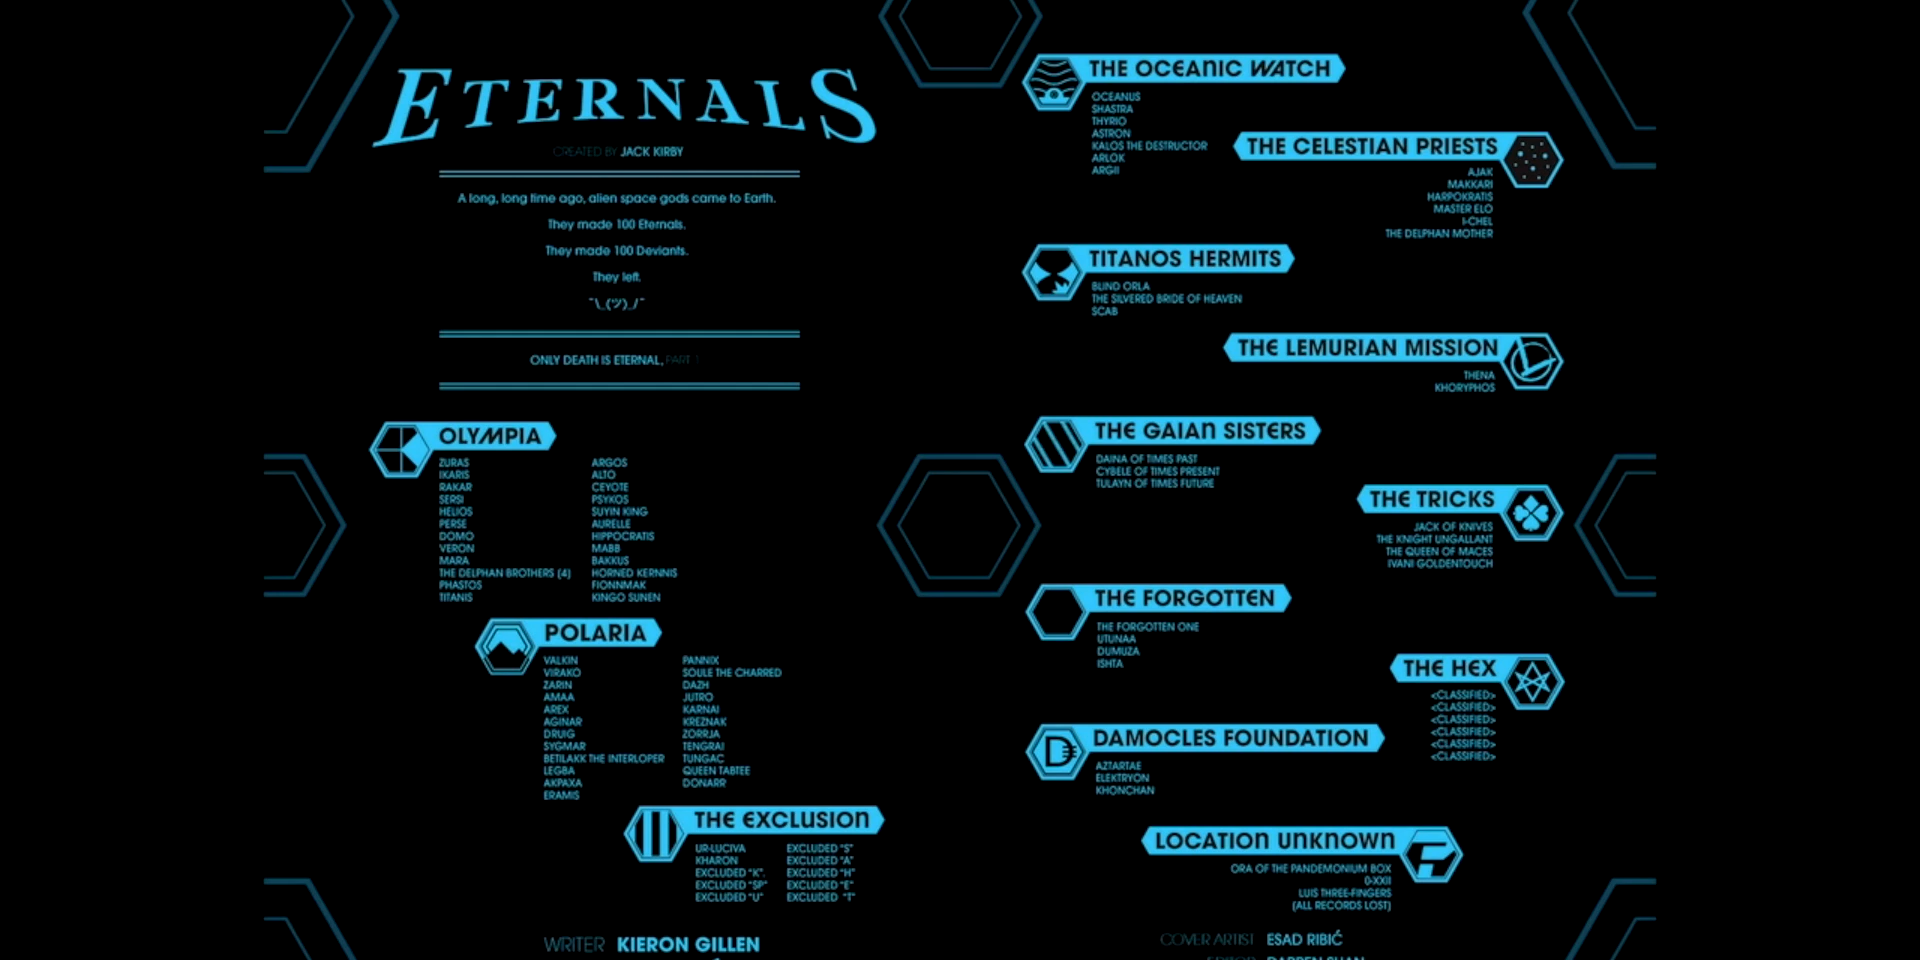 ETERNALS
CREATED BY JACK KIRBY
A long, long time ago, alien space gods came to Earth.
They made 100 Eternals.
They made 100 Deviants.
They left.
¯\_(ツ)_/¯
ONLY DEATH IS ETERNAL, PART 1
OLYMPIA
ZURAS
IKARIS
RAKAR
SERSI
HELIOS
PERSE
DOMO
VERON
MARA
THE DELPHAN BROTHERS (4)
PHASTOS
TITANIS
ARGOS
ALTO
CEYOTE
PSYKOS
SUYIN KING
AURELLE
HIPPOCRATIS
MABB
BAKKUS
HORNED KERNNIS
FIONNMAK
KINGO SUNEN
POLARIA
VALKIN
VIRAKO
ZARIN
AMAA
AREX
AGINAR
DRUIG
SYGMAR
BETILAKK THE INTERLOPER
LEGBA
AKPAXA
ERAMIS
PANNIX
SOULE THE CHARRED
DAZH
JUTRO
KARNAI
KREZNAK
ZORRJA
TENGRAI
TUNGAC
QUEEN TABTEE
DONARR
THE EXCLUSION
UR-LUCIVA
KHARON
EXCLUDED "K".
EXCLUDED "SP"
EXCLUDED "U"
EXCLUDED "S"
EXCLUDED "A"
EXCLUDED "H"
EXCLUDED "E"
EXCLUDED "T"
WRITER KIERON GILLEN
THE OCEANIC WATCH
OCEANUS
SHASTRA
THYRIO
ASTRON
KALOS THE DESTRUCTOR
ARLOK
ARGII
THE CELESTIAN PRIESTS
AJAK
MAKKARI
HARPOKRATIS
MASTER ELO
I-CHEL
THE DELPHAN MOTHER
TITANOS HERMITS
BLIND ORLA
THE SILVERED BRIDE OF HEAVEN
SCAB
THE LEMURIAN MISSION
THENA
KHORYPHOS
THE GAIAN SISTERS
DAINA OF TIMES PAST
CYBELE OF TIMES PRESENT
TULAYN OF TIMES FUTURE
THE TRICKS
JACK OF KNIVES
THE KNIGHT UNGALLANT
THE QUEEN OF MACES
IVANI GOLDENTOUCH
THE FORGOTTEN
THE FORGOTTEN ONE
UTUNAA
DUMUZA
ISHTA
THE HEX
<CLASSIFIED>
<CLASSIFIED>
<CLASSIFIED>
<CLASSIFIED>
<CLASSIFIED>
<CLASSIFIED>
DAMOCLES FOUNDATION
AZTARTAE
ELEKTRYON
KHONCHAN
LOCATION UNKNOWN
ORA OF THE PANDEMONIUM BOX
0-XXII
LUIS THREE-FINGERS
(ALL RECORDS LOST)
COVER ARTIST ESAD RIBIĆ
EDITOR DARREN SHAN